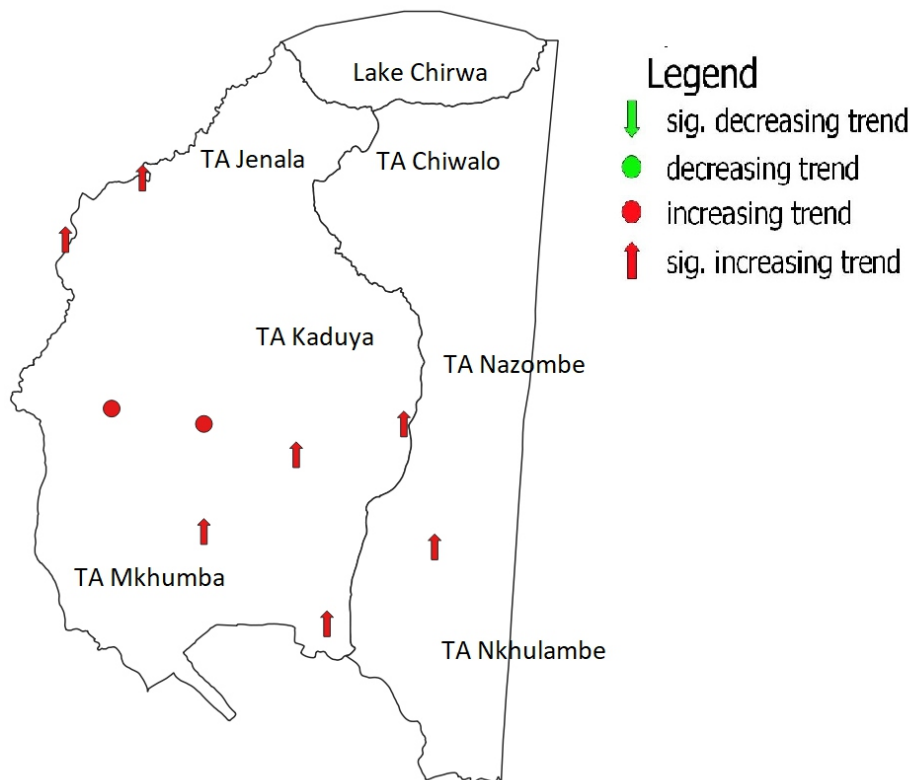 Lake Chirwa
TA Jenala
TA Chiwalo
TA Kaduya
TA Nazombe
TA Mkhumba
TA Nkhulambe
Legend
sig. decreasing trend
decreasing trend
increasing trend
sig. increasing trend